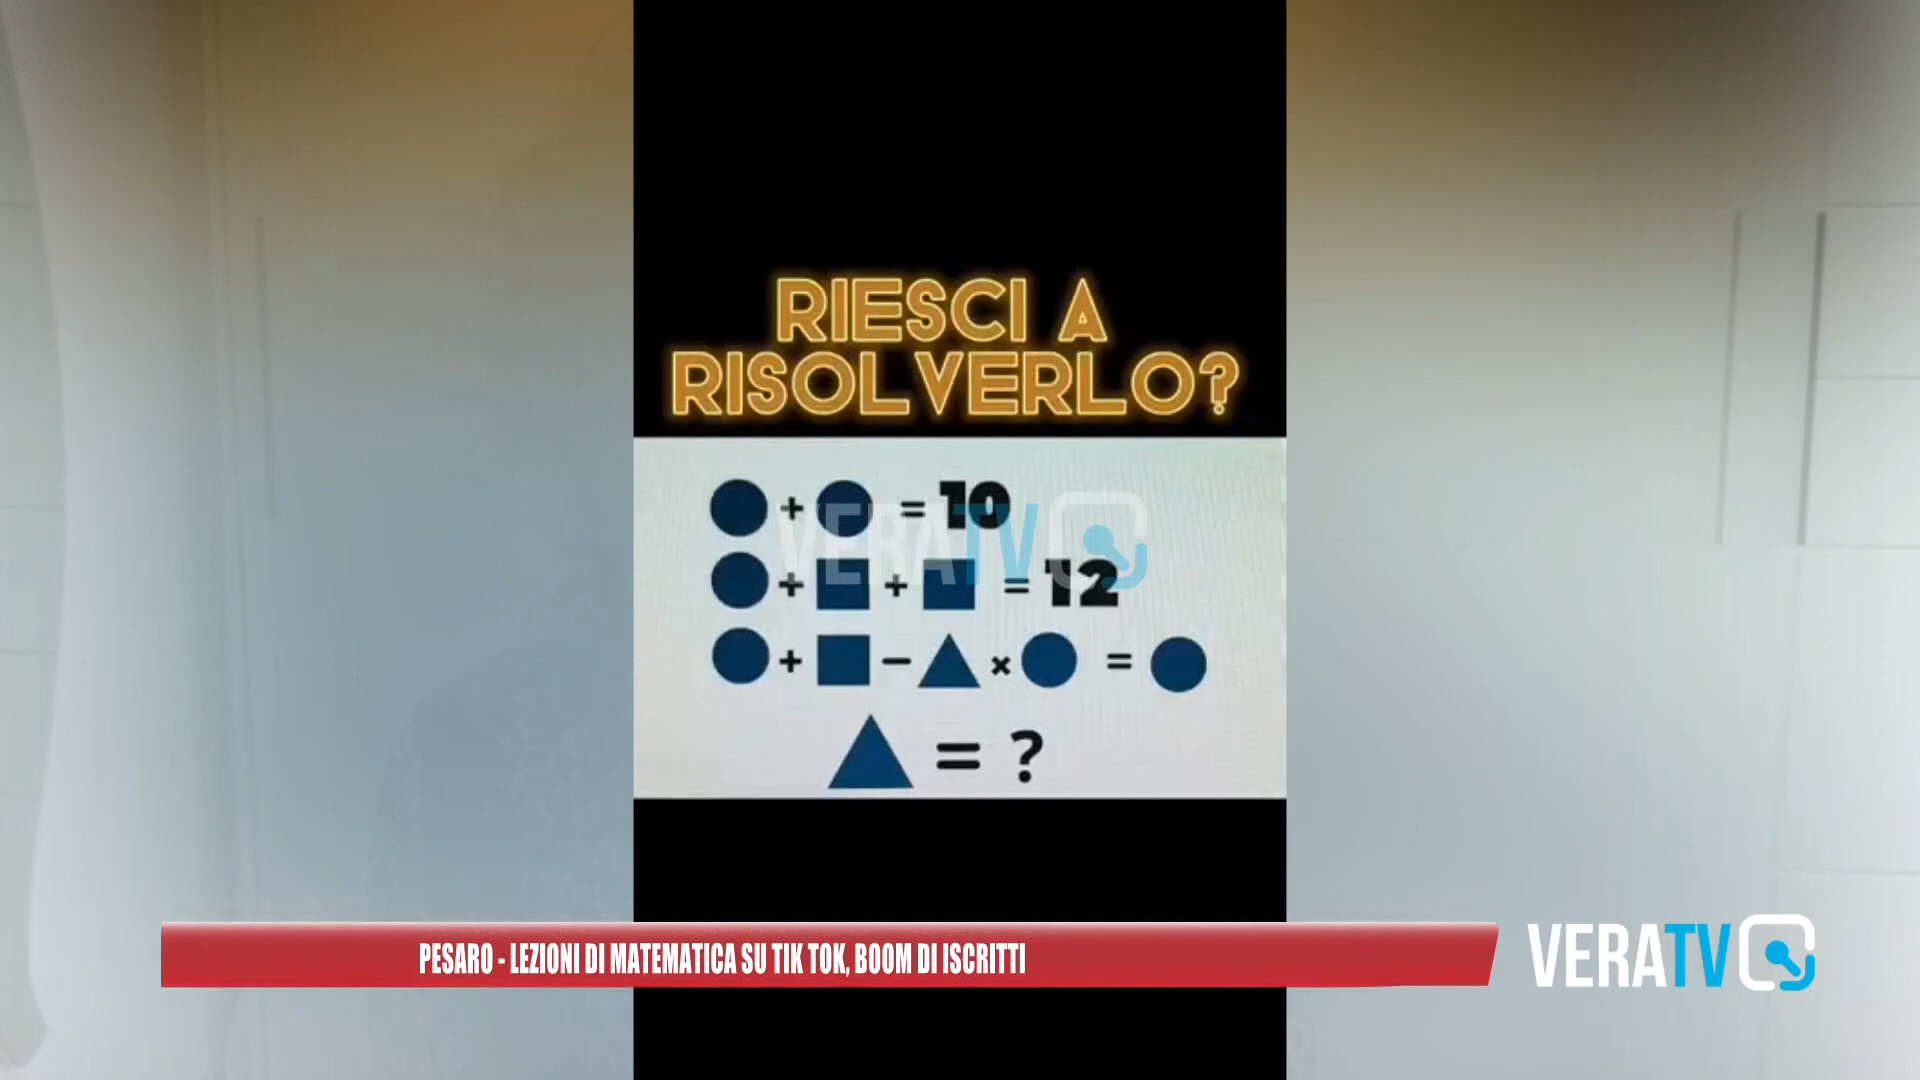 RIESCI A
RISOLVERLO?
+ = 10
+ + = 12
+ − × =
= ?
VERATV
PESARO - LEZIONI DI MATEMATICA SU TIK TOK, BOOM DI ISCRITTI
VERATV